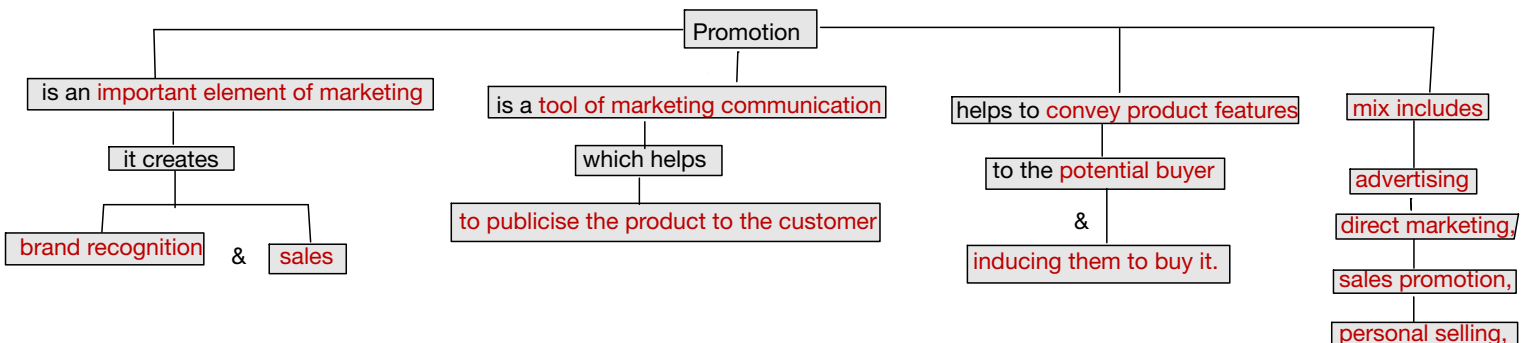 Promotion
is an important element of marketing
it creates
brand recognition
&
sales
is a tool of marketing communication
which helps
to publicise the product to the customer
helps to convey product features
to the potential buyer
&
inducing them to buy it.
mix includes
advertising
direct marketing,
sales promotion,
personal selling,